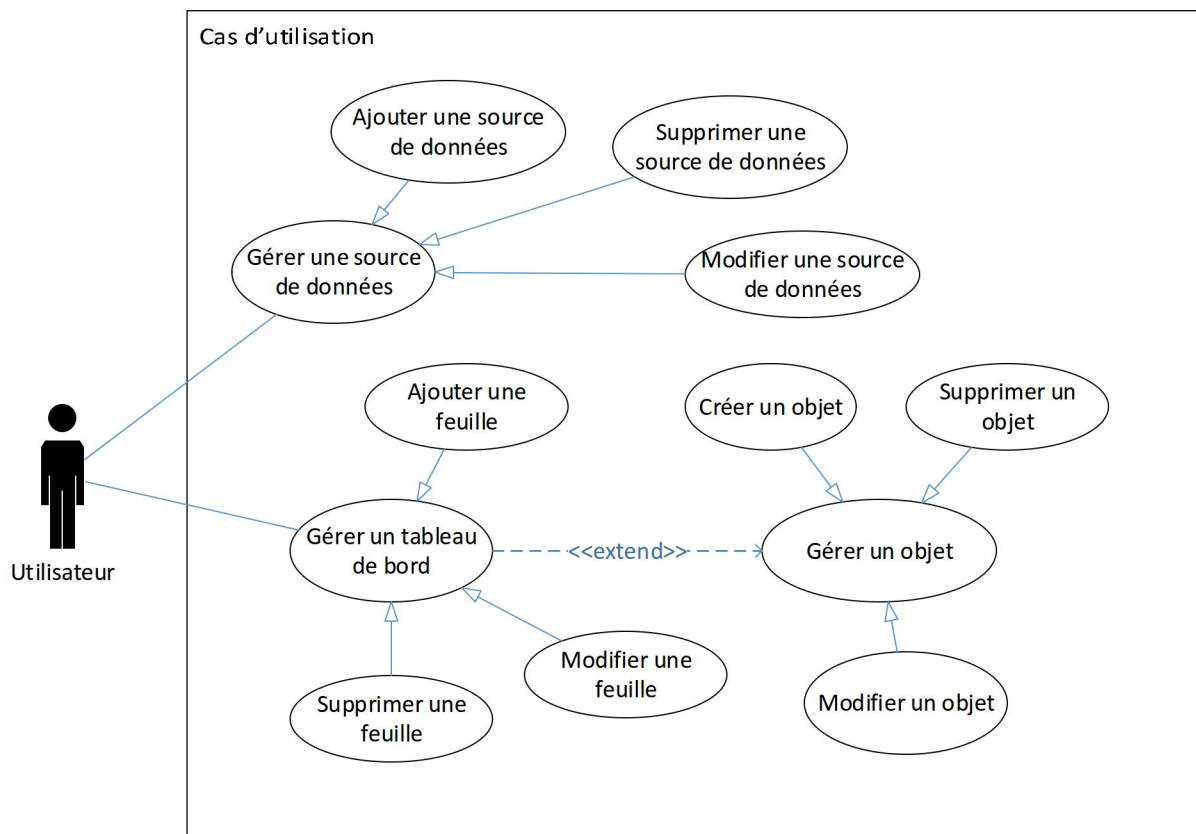 Cas d'utilisation
Ajouter une source
de données
Supprimer une
source de données
Gérer une source
de données
Modifier une source
de données
Ajouter une
feuille
Créer un objet
Supprimer un
objet
Utilisateur
Gérer un tableau
de bord
<<extend>>
Gérer un objet
Supprimer une
feuille
Modifier une
feuille
Modifier un objet